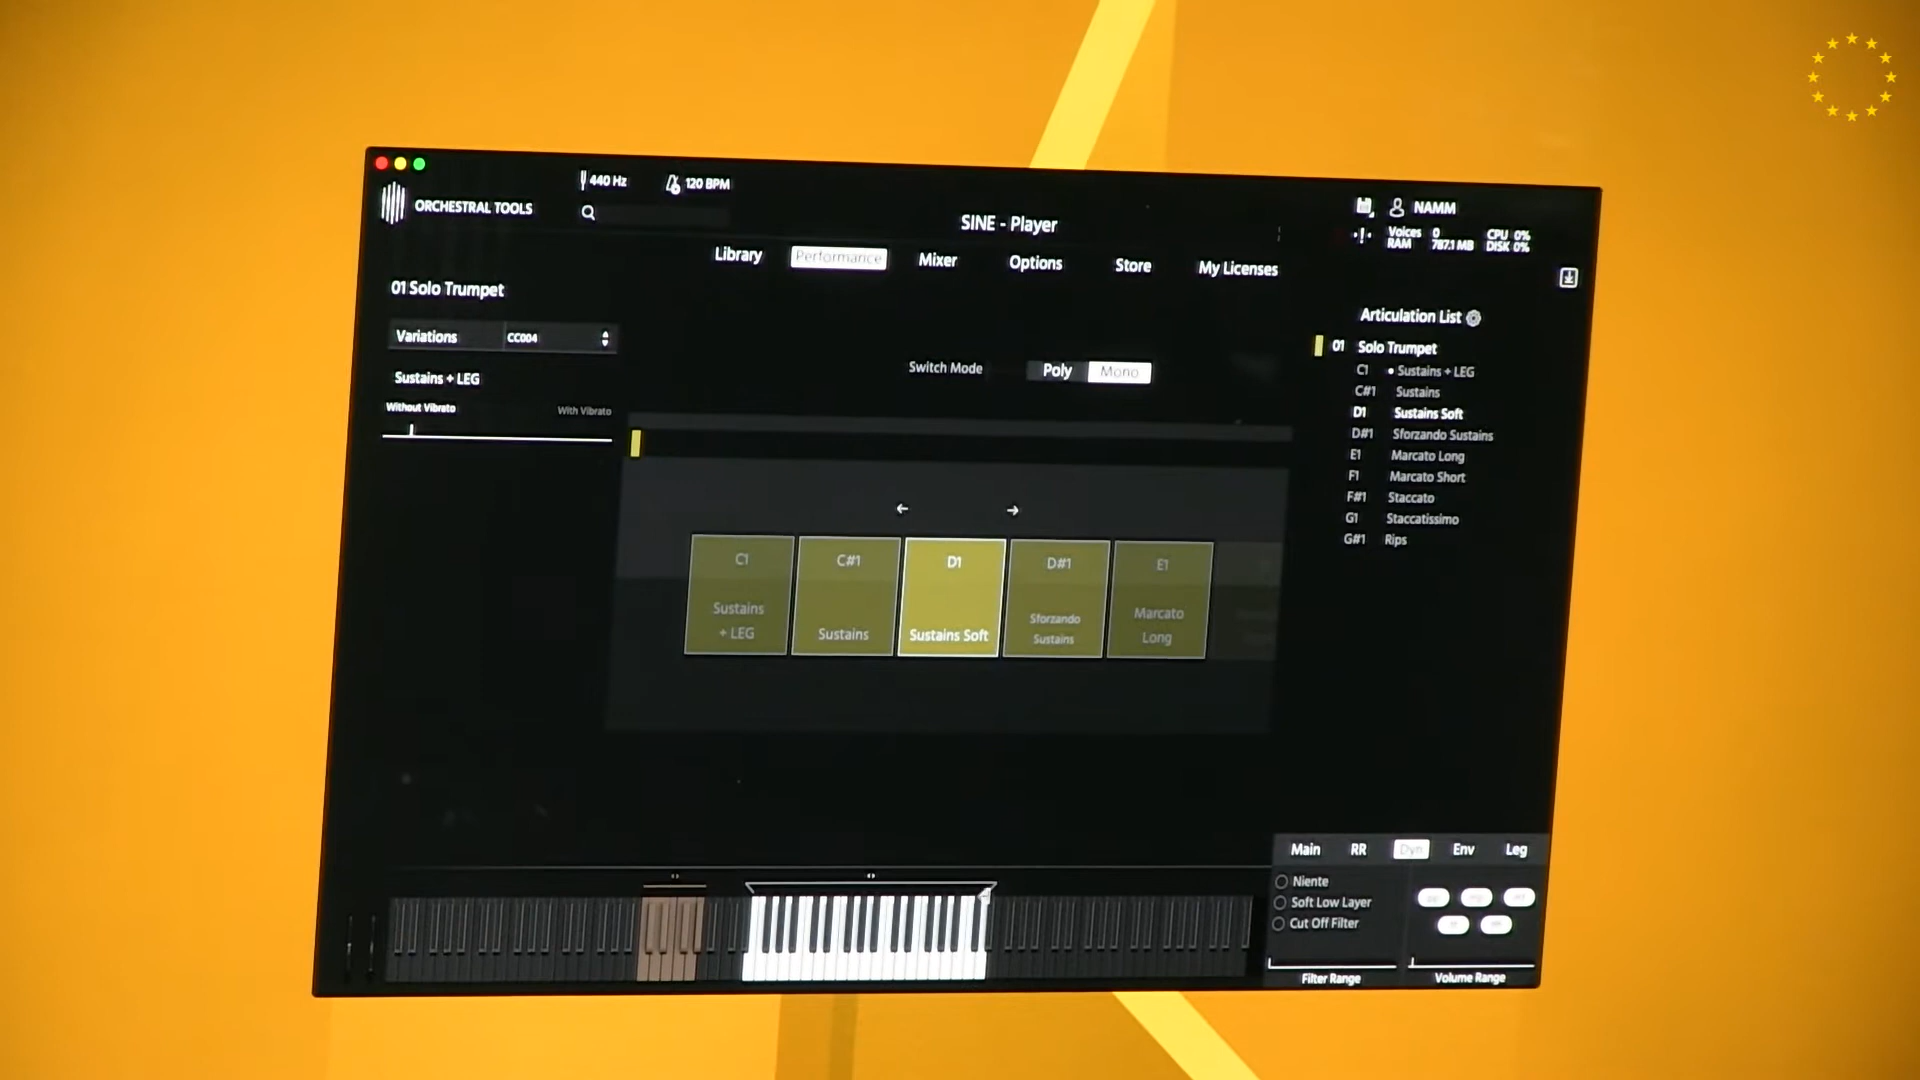 440 Hz
120 BPM
ORCHESTRAL TOOLS
SINE - Player
NAMM
Voices 0 CPU 0%
RAM 787.1 MB DISK 0%
Library Performance Mixer Options Store My Licenses
01 Solo Trumpet
Variations CC004
Sustains + LEG
Without Vibrato With Vibrato
Switch Mode Poly Mono
C1 C#1 D1 D#1 E1
Sustains + LEG
Sustains
Sustains Soft
Sforzando Sustains
Marcato Long
Articulation List
01 Solo Trumpet
C1 Sustains + LEG
C#1 Sustains
D1 Sustains Soft
D#1 Sforzando Sustains
E1 Marcato Long
F1 Marcato Short
F#1 Staccato
G1 Staccatissimo
G#1 Rips
Main RR Dyn Env Leg
Niente
Soft Low Layer
Cut Off Filter
Filter Range
Volume Range